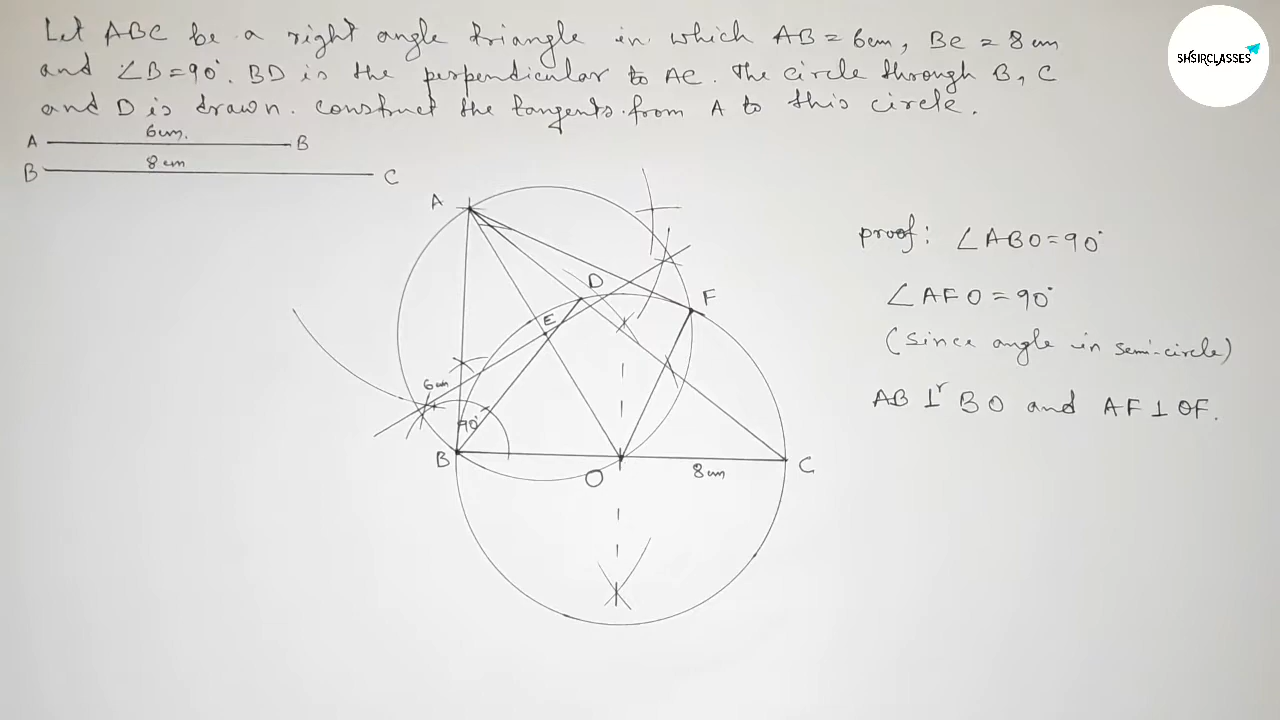 Let ABC be a right angle triangle in which AB = 6cm, BC = 8 cm
and ∠B = 90°. BD is the perpendicular to AC. The circle through B, C
and D is drawn. construct the tangents from A to this circle.
SHSIRCLASSES
A 6cm. B
B 8 cm C
A
D
F
E
6cm
90°
B
O
8cm
C
proof: ∠ABO = 90°
∠AFO = 90°
(since angle in semi-circle)
AB ⊥r BO and AF ⊥ OF.